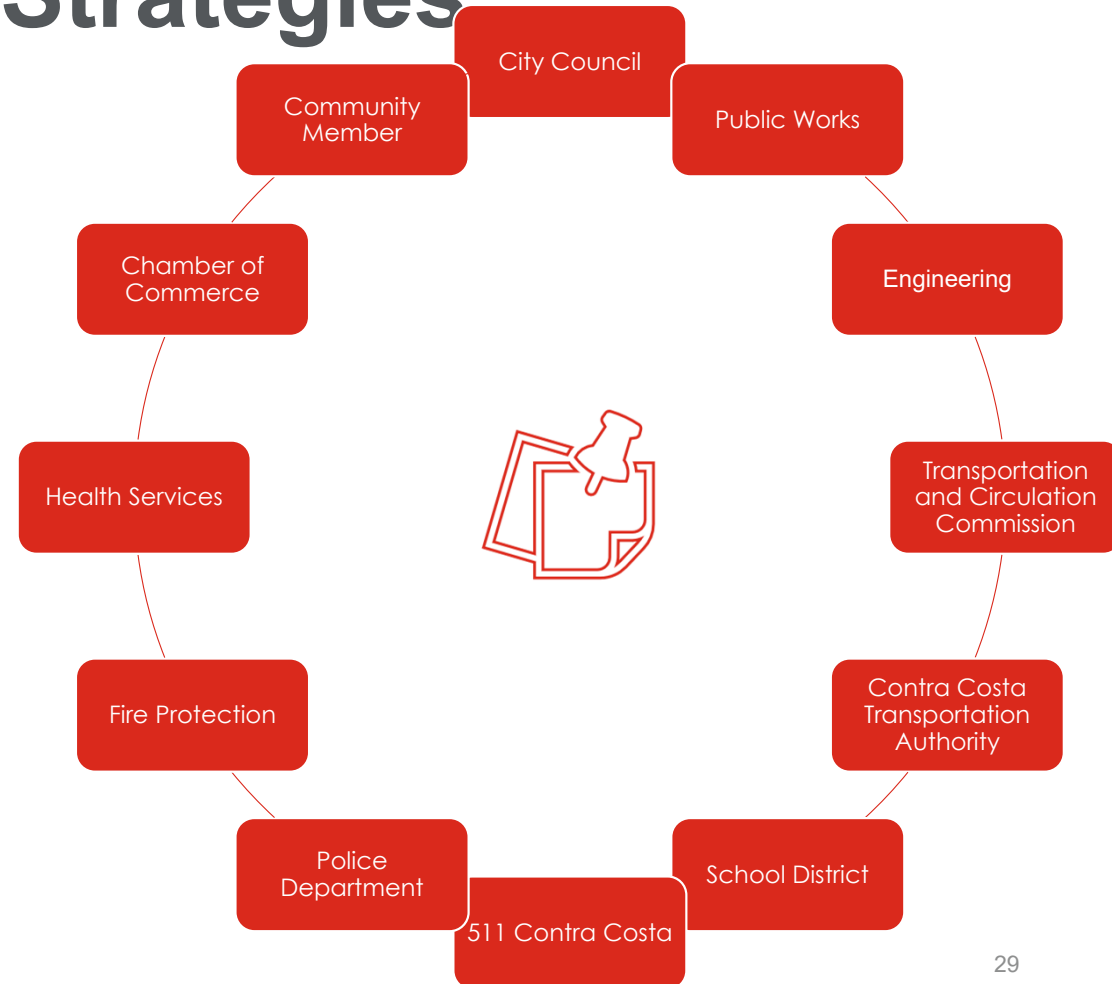 Strategies
City Council
Public Works
Engineering
Transportation
and Circulation
Commission
Contra Costa
Transportation
Authority
School District
511 Contra Costa
Police
Department
Fire Protection
Health Services
Chamber of
Commerce
Community
Member
29